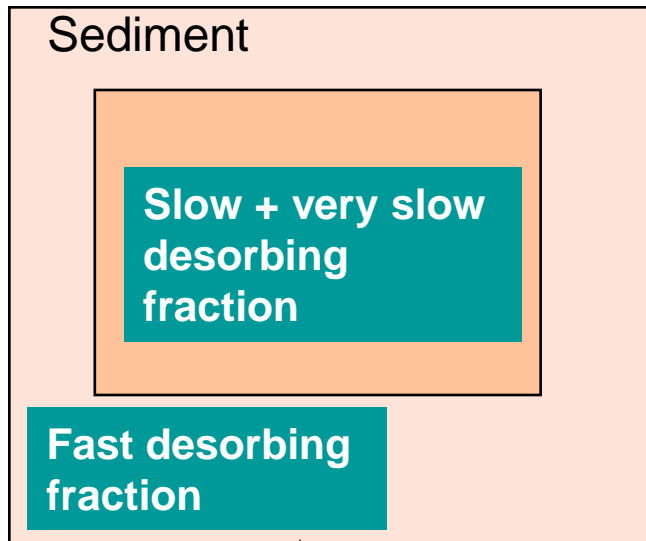 Sediment
Slow + very slow
desorbing
fraction
Fast desorbing
fraction